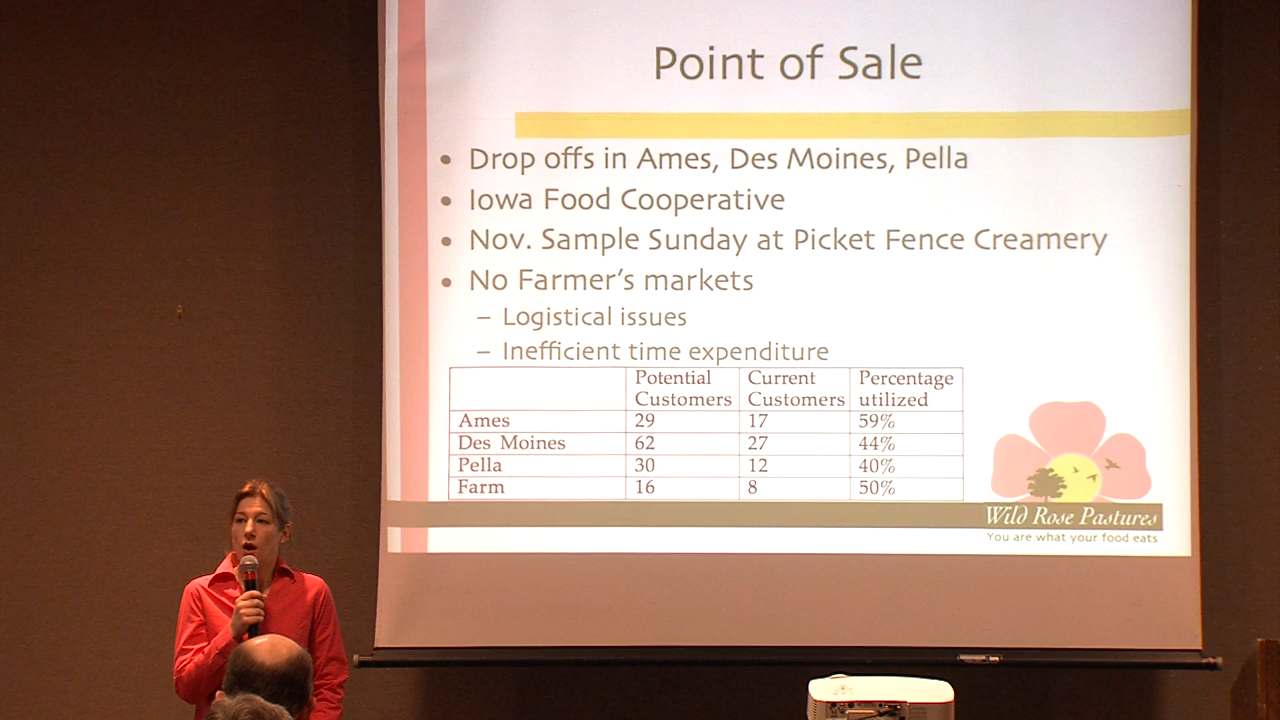 Point of Sale
• Drop offs in Ames, Des Moines, Pella
• Iowa Food Cooperative
• Nov. Sample Sunday at Picket Fence Creamery
• No Farmer's markets
– Logistical issues
– Inefficient time expenditure
Potential Customers Current Customers Percentage utilized
Ames 29 17 59%
Des Moines 62 27 44%
Pella 30 12 40%
Farm 16 8 50%
Wild Rose Pastures
You are what your food eats